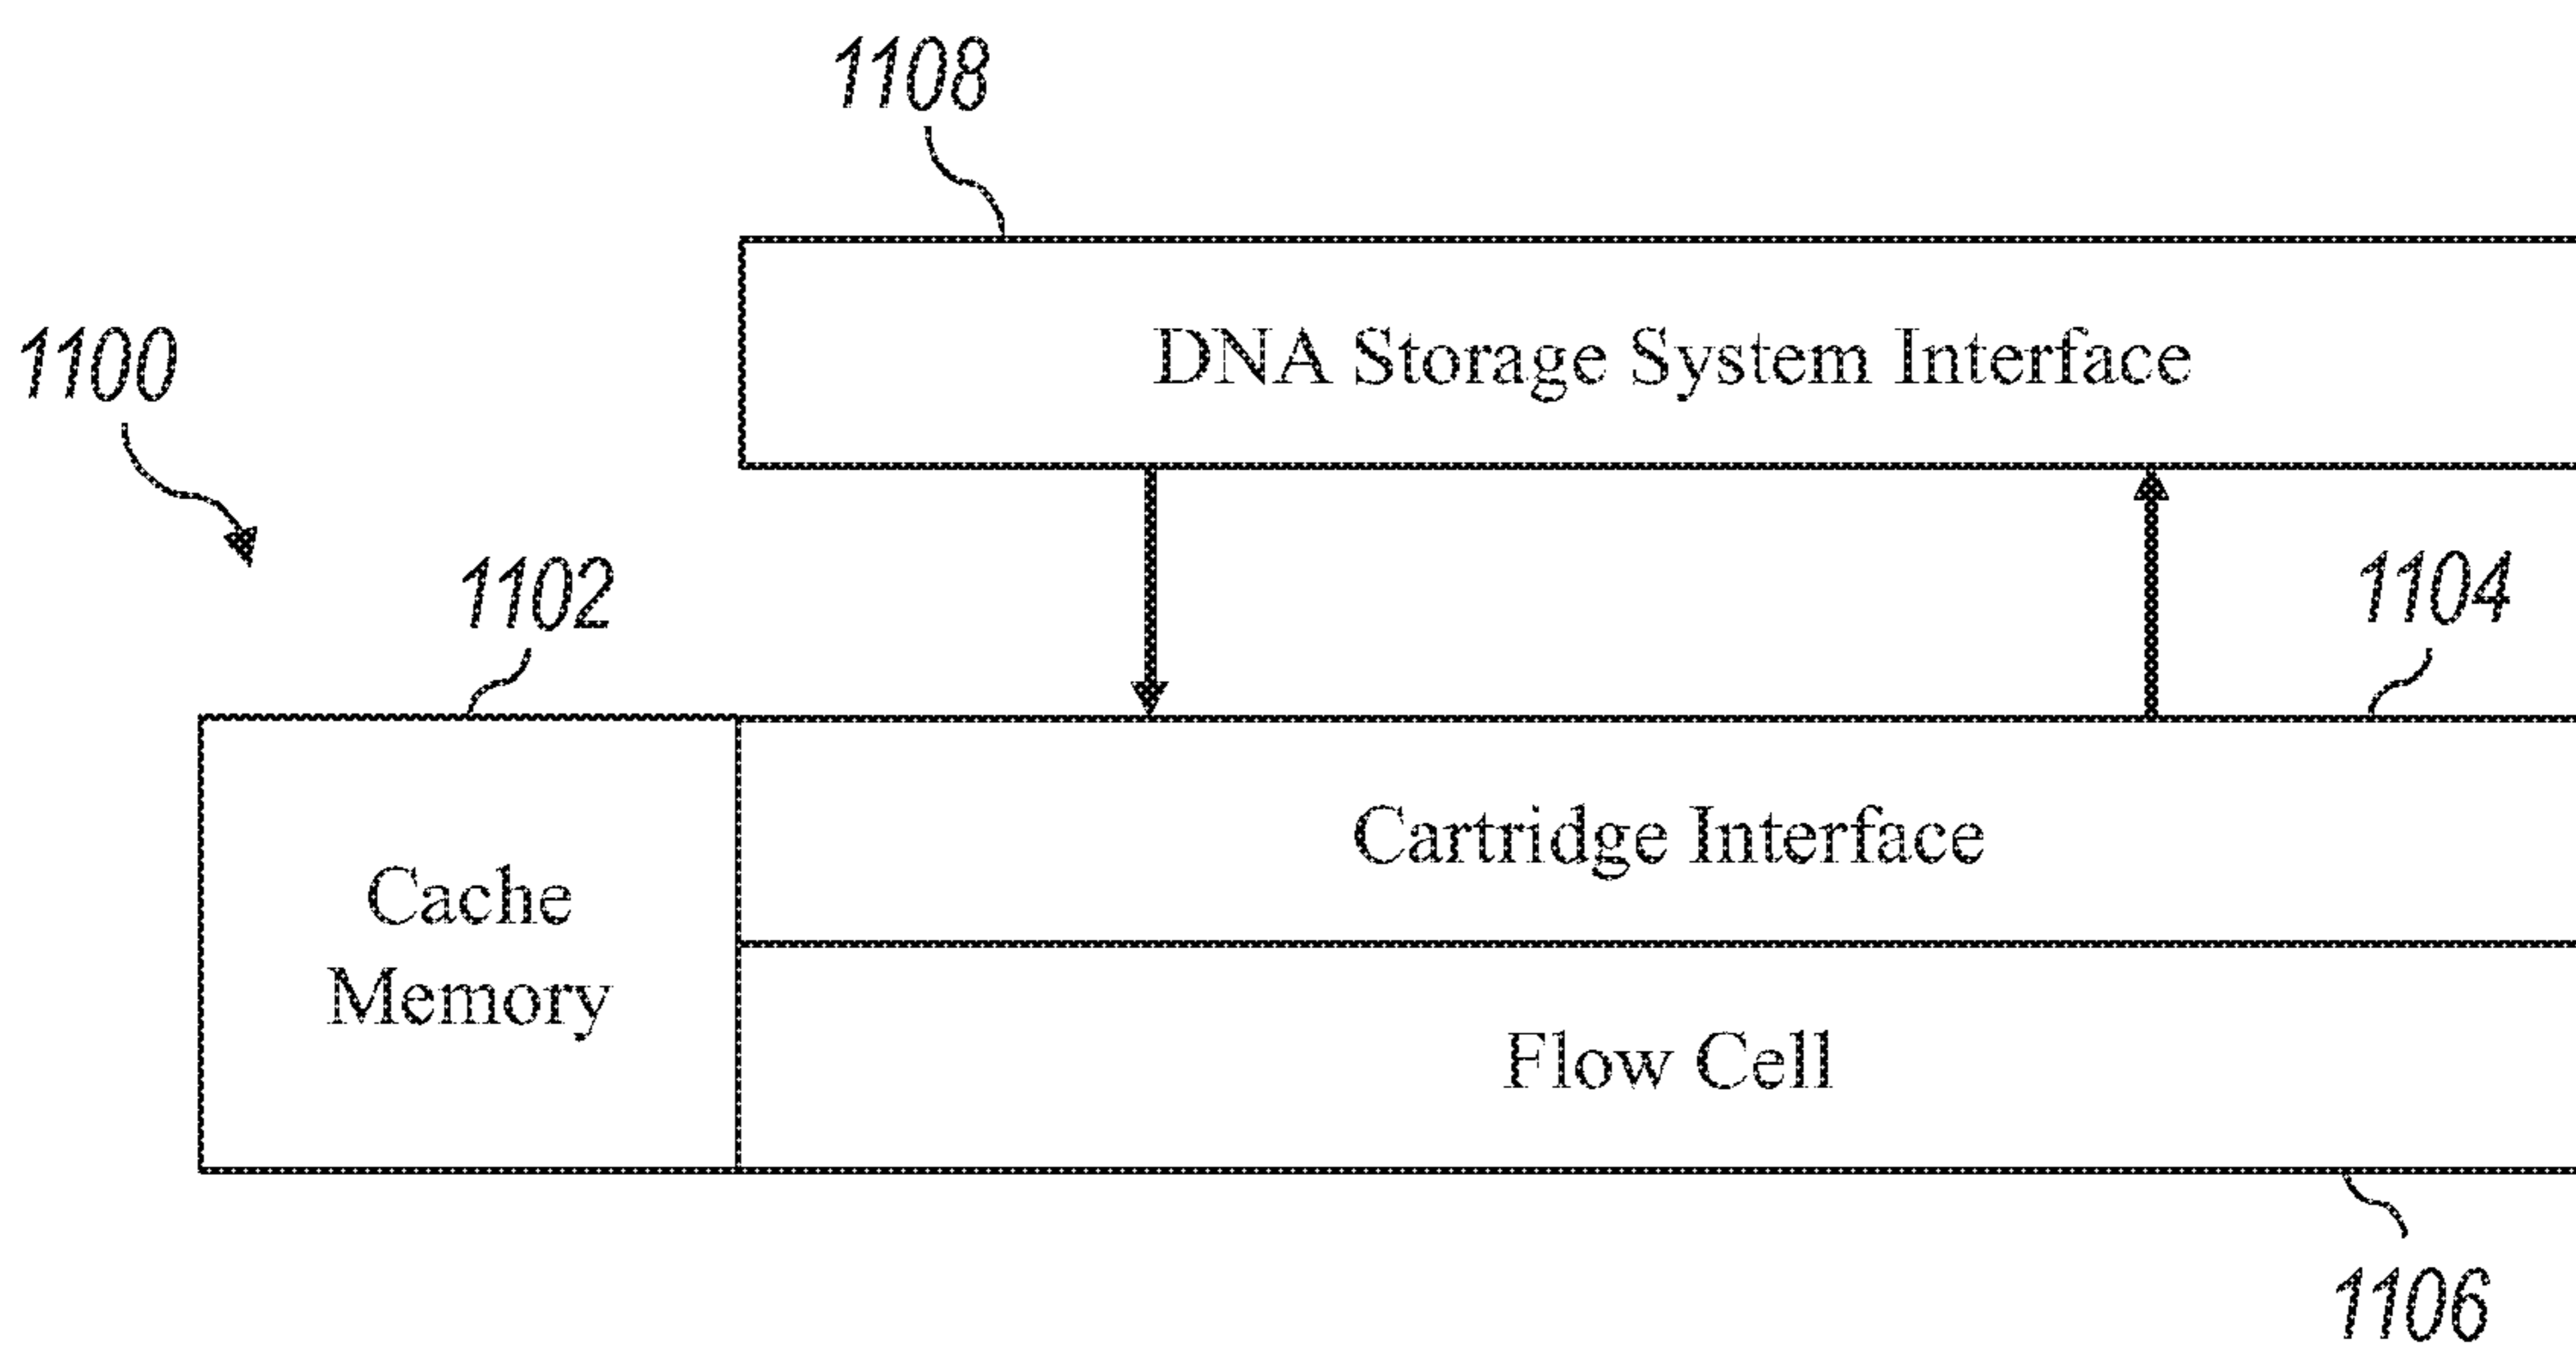 1108
DNA Storage System Interface
1100
1102
1104
Cartridge Interface
Cache
Memory
Flow Cell
1106